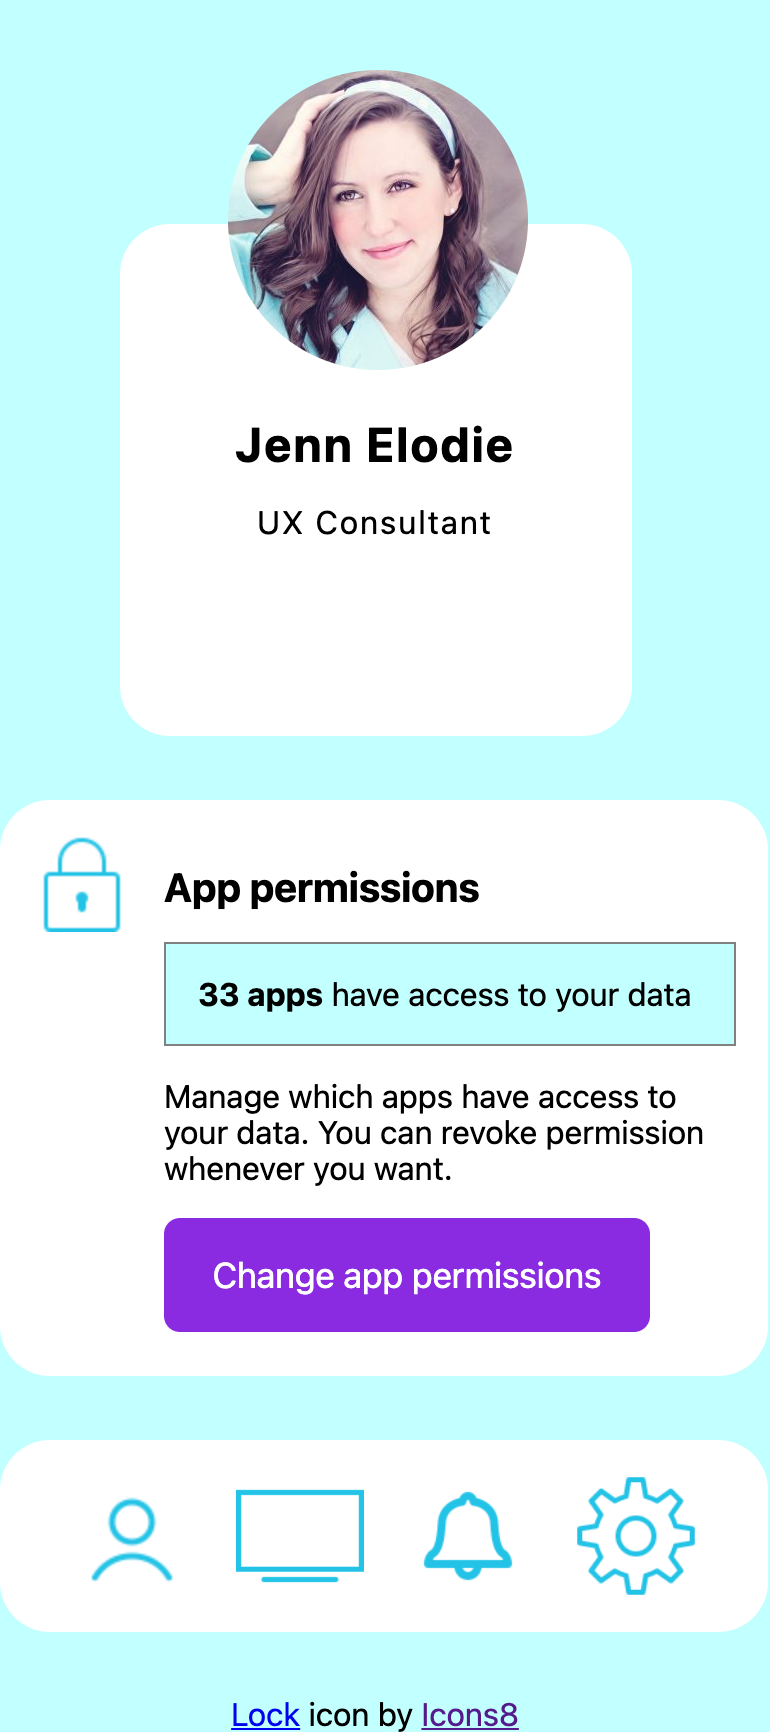 Jenn Elodie
UX Consultant
App permissions
33 apps have access to your data
Manage which apps have access to
your data. You can revoke permission
whenever you want.
Change app permissions
Lock icon by Icons8